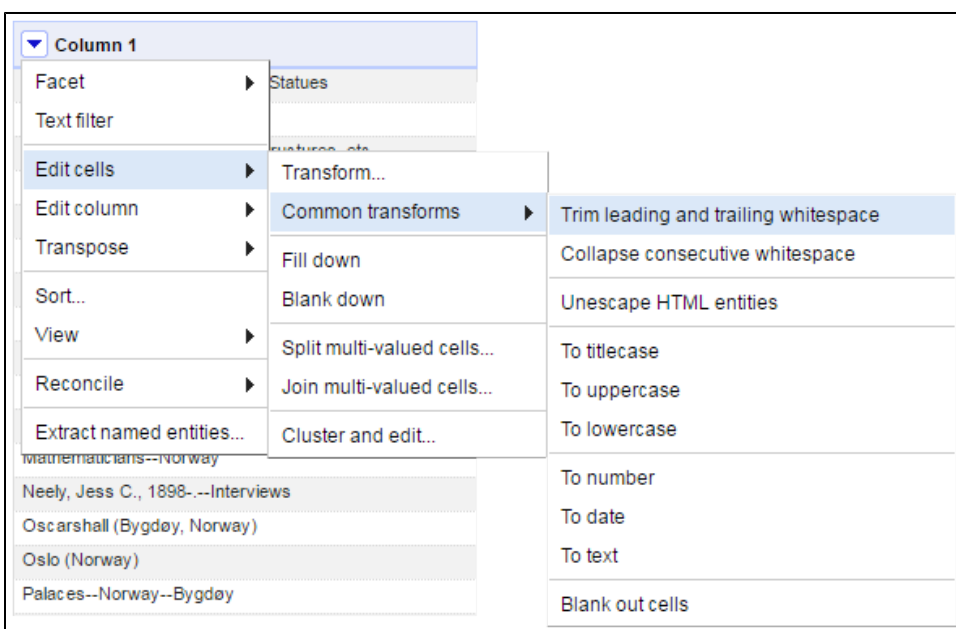 Column 1
Facet
Statues
Text filter
Edit cells
Transform...
Edit column
Common transforms
Trim leading and trailing whitespace
Transpose
Collapse consecutive whitespace
Fill down
Sort...
Blank down
Unescape HTML entities
View
Split multi-valued cells...
To titlecase
Reconcile
Join multi-valued cells...
To uppercase
Extract named entities...
Cluster and edit...
To lowercase
Mathematicians--Norway
To number
Neely, Jess C., 1898-.--Interviews
Oscarshall (Bygdøy, Norway)
To date
Oslo (Norway)
To text
Palaces--Norway--Bygdøy
Blank out cells